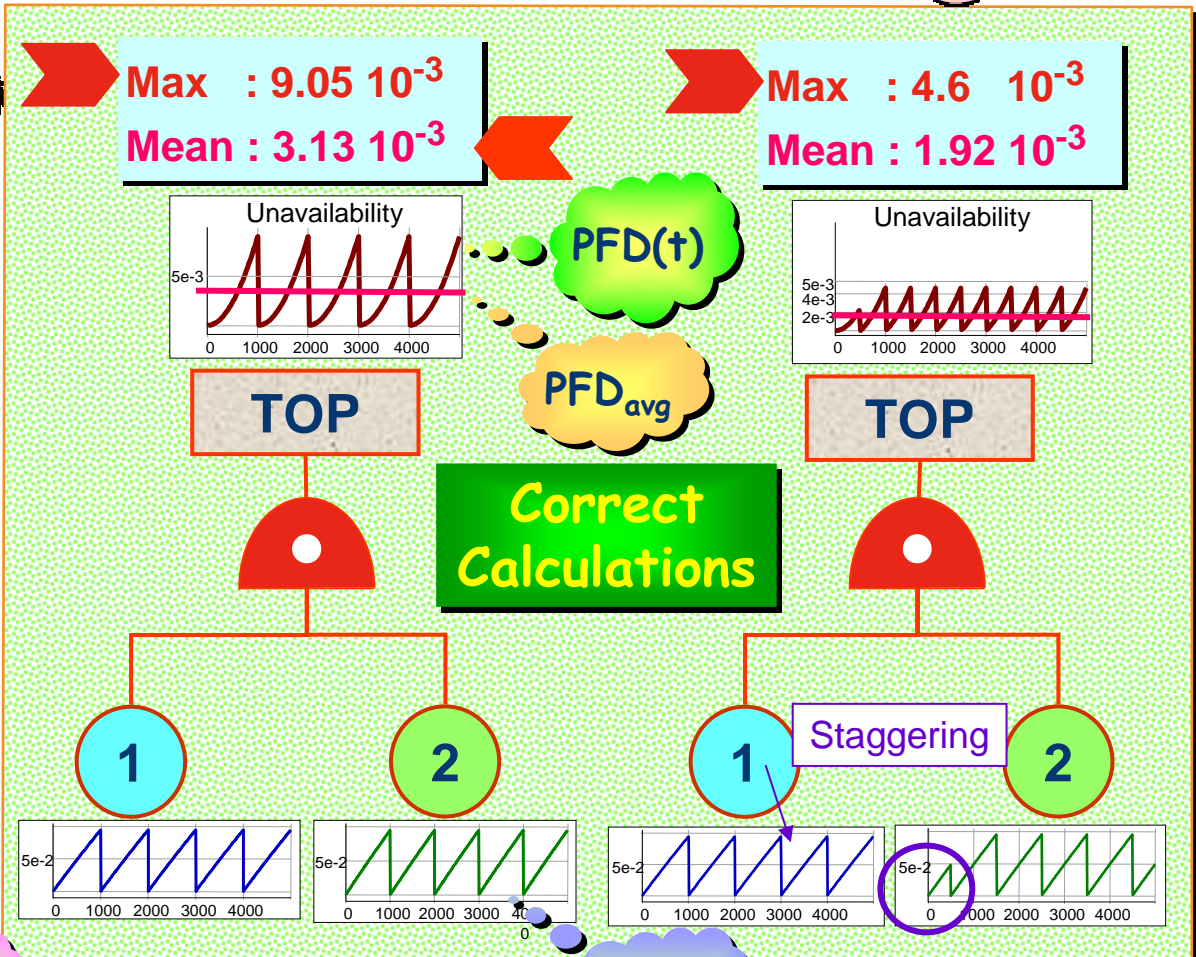 Max : 9.05 10-3
Mean : 3.13 10-3
Max : 4.6 10-3
Mean : 1.92 10-3
Unavailability
5e-3
0 1000 2000 3000 4000
PFD(t)
PFDavg
Unavailability
5e-3
4e-3
2e-3
0 1000 2000 3000 4000
TOP
TOP
Correct
Calculations
1
2
1
Staggering
2
5e-2
0 1000 2000 3000 4000
5e-2
0 1000 2000 3000 400
0
5e-2
0 1000 2000 3000 4000
5e-2
0 1000 2000 3000 4000